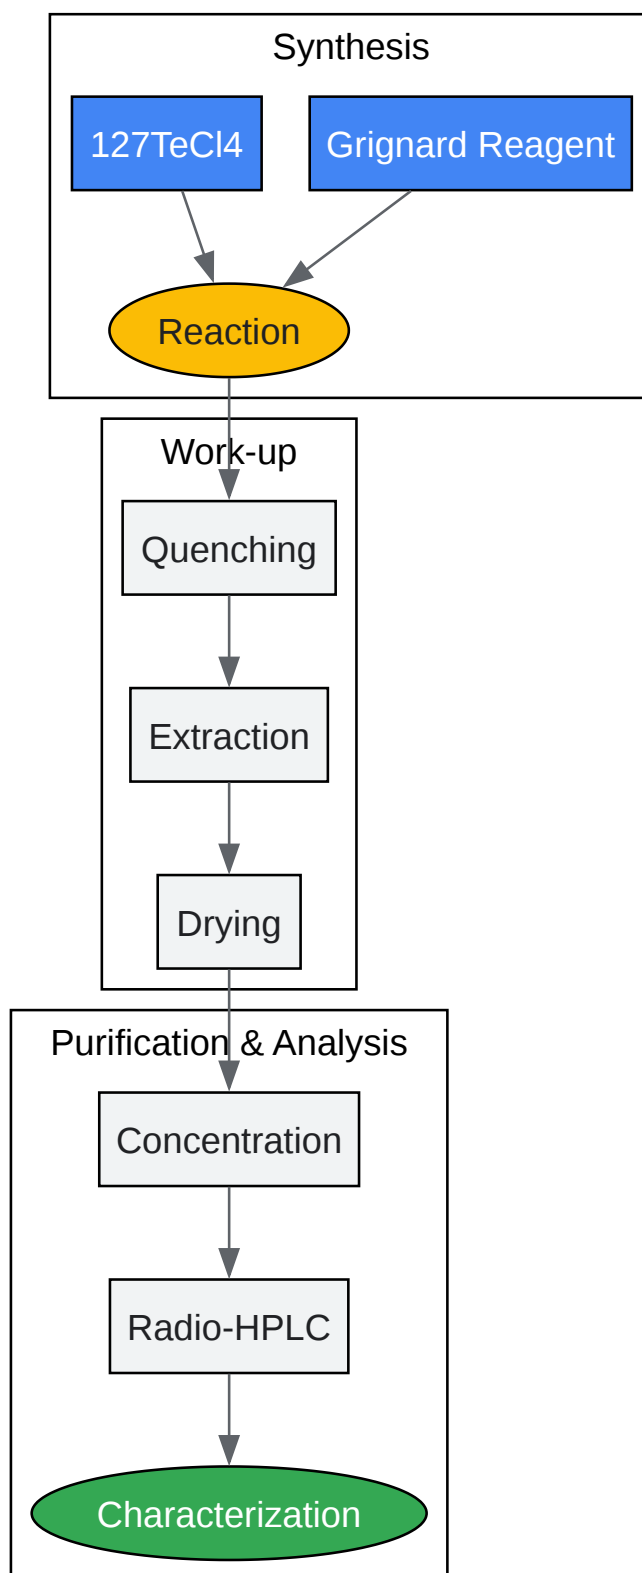 Synthesis
127TeCl4
Grignard Reagent
Reaction
Work-up
Quenching
Extraction
Drying
Purification & Analysis
Concentration
Radio-HPLC
Characterization